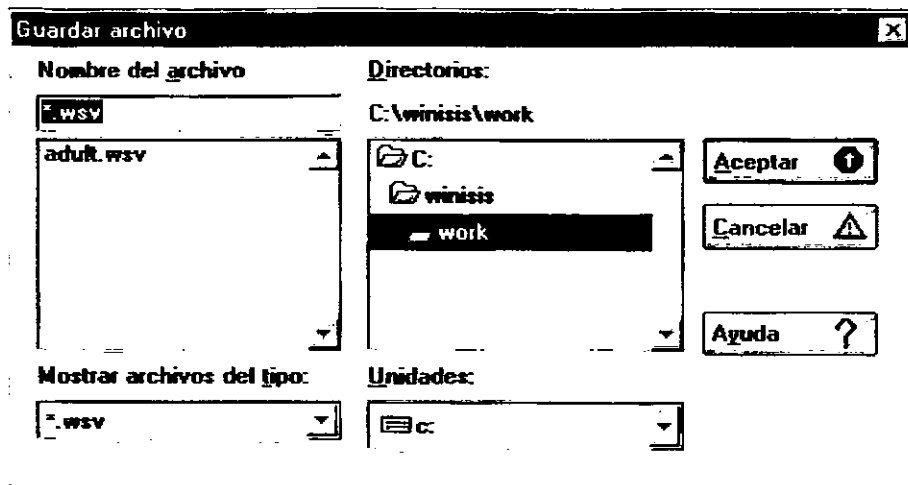 Guardar archivo
Nombre del archivo
*.wsv
adult.wsv
Mostrar archivos del tipo:
*.wsv
Directorios:
C:\winisis\work
C:
winisis
work
Unidades:
c:
Aceptar
Cancelar
Ayuda ?